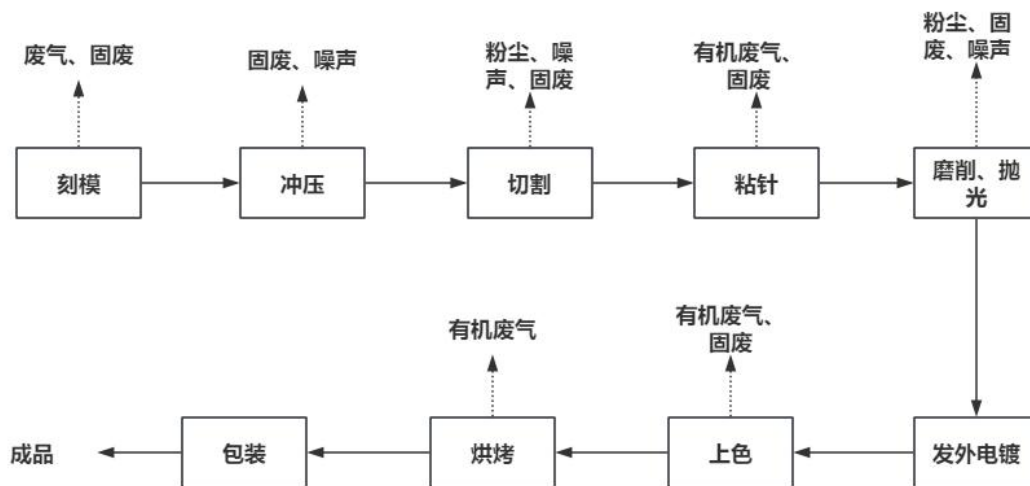 废气、固废
固废、噪声
粉尘、噪
声、固废
有机废气、
固废
粉尘、固
废、噪声
刻模
冲压
切割
粘针
磨削、抛
光
有机废气
有机废气、
固废
成品
包装
烘烤
上色
发外电镀